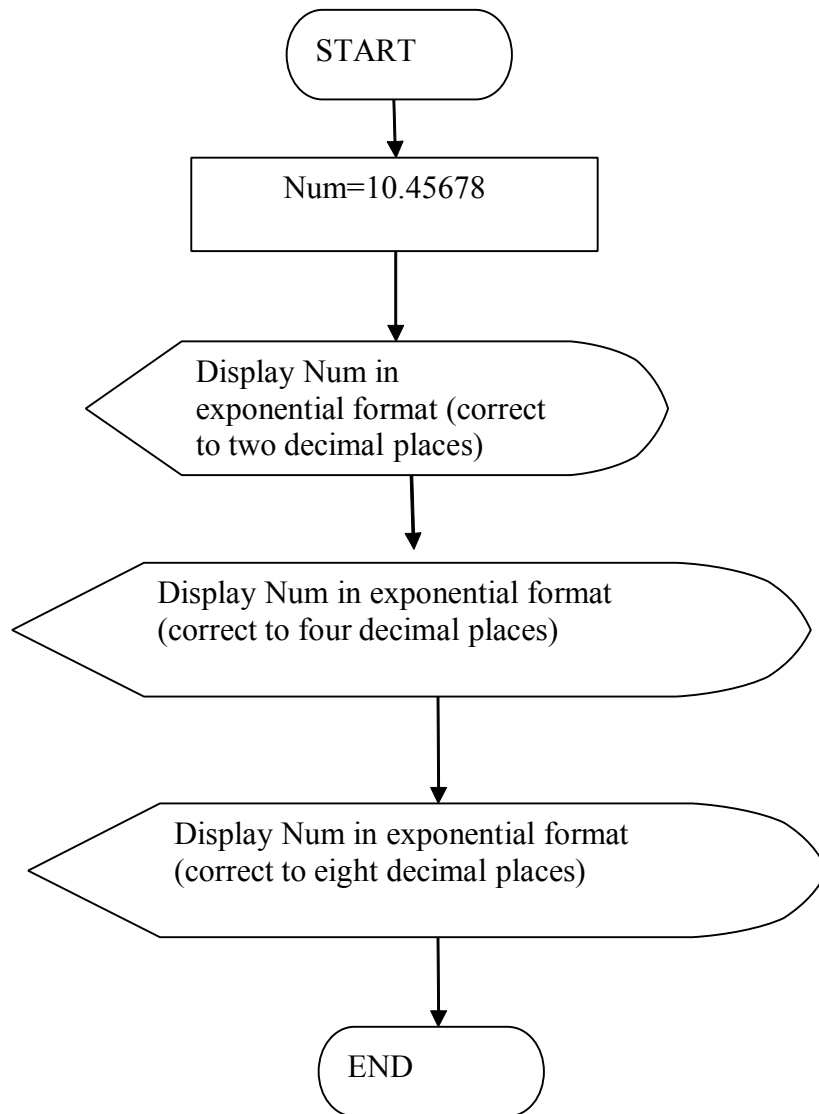 START
Num=10.45678
Display Num in
exponential format (correct
to two decimal places)
Display Num in exponential format
(correct to four decimal places)
Display Num in exponential format
(correct to eight decimal places)
END